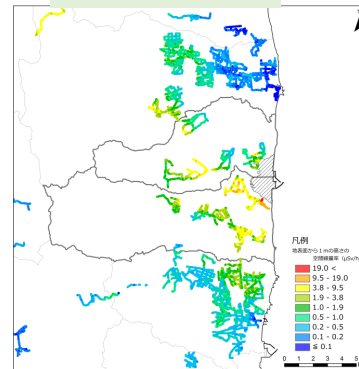 凡例
地表面から1mの高さの
空間線量率 (μSv/h
19.0 <
9.5 - 19.0
3.8 - 9.5
1.9 - 3.8
1.0 - 1.9
0.5 - 1.0
0.2 - 0.5
0.1 - 0.2
≦ 0.1
0 1 2 3 4 5